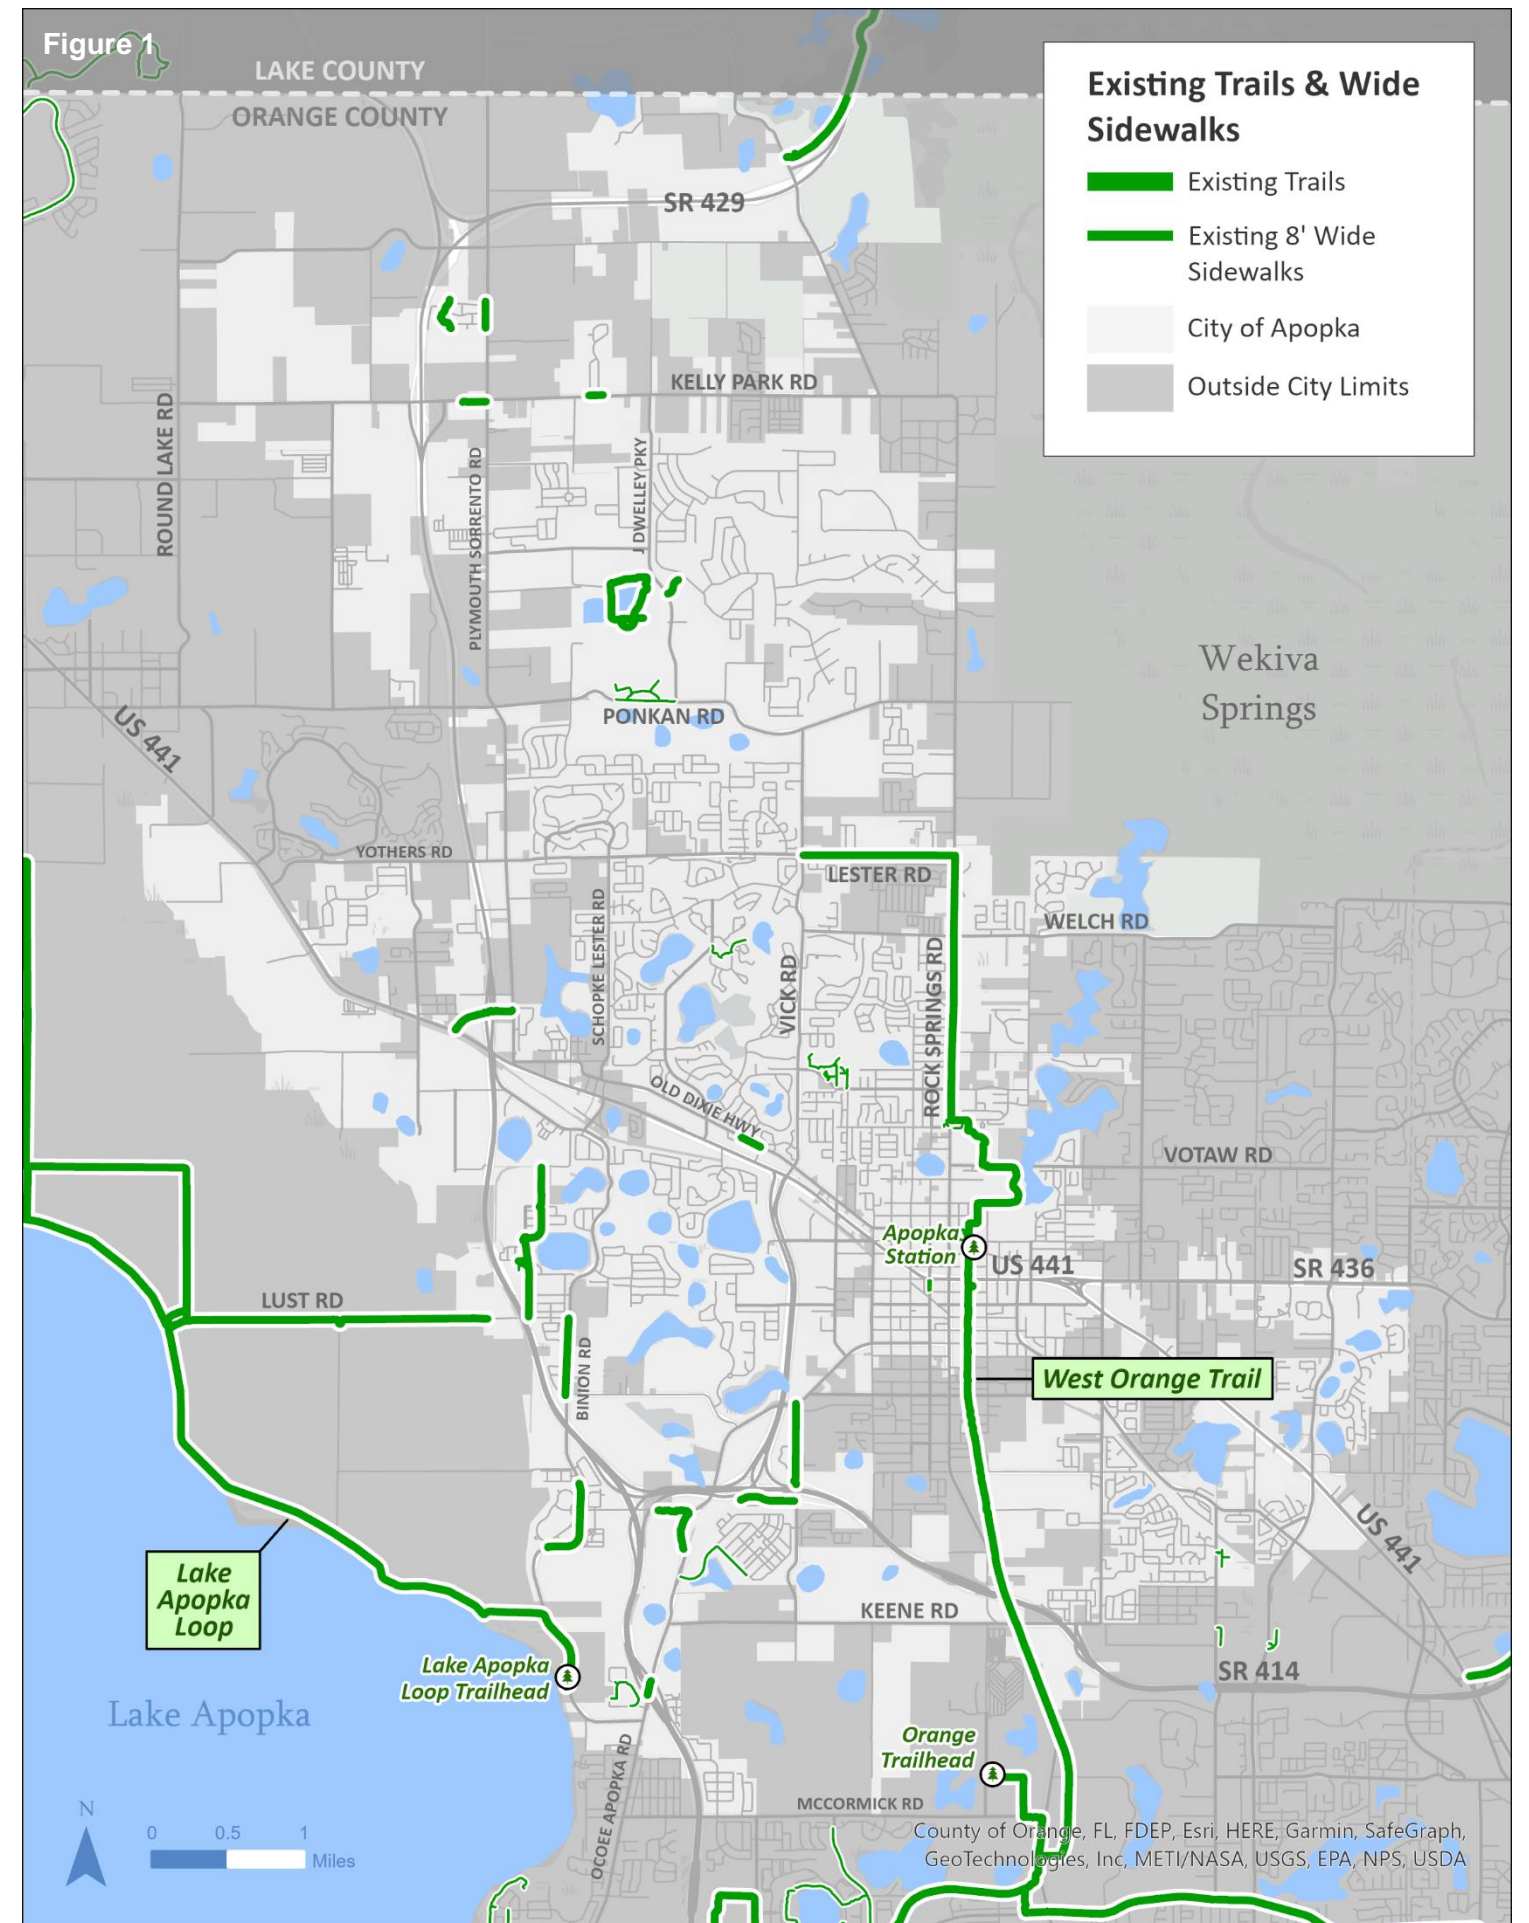 Figure 1
LAKE COUNTY
ORANGE COUNTY
Existing Trails & Wide
Sidewalks
Existing Trails
Existing 8' Wide
Sidewalks
City of Apopka
Outside City Limits
SR 429
KELLY PARK RD
ROUND LAKE RD
PLYMOUTH SORRENTO RD
J DWELLEY PKY
Wekiva
Springs
US 441
PONKAN RD
YOTHERS RD
LESTER RD
WELCH RD
SCHOPKE LESTER RD
VICK RD
ROCK SPRINGS RD
OLD DIXIE HWY
VOTAW RD
Apopka
Station
US 441
SR 436
LUST RD
BINION RD
West Orange Trail
US 441
Lake
Apopka
Loop
KEENE RD
Lake Apopka
Loop Trailhead
SR 414
Lake Apopka
Orange
Trailhead
OCOEE APOPKA RD
MCCORMICK RD
N
0 0.5 1
Miles
County of Orange, FL, FDEP, Esri, HERE, Garmin, SafeGraph,
GeoTechnologies, Inc, METI/NASA, USGS, EPA, NPS, USDA